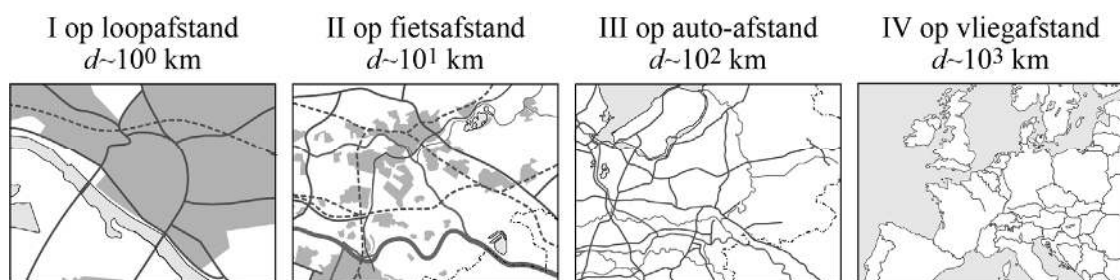 I op loopafstand
d~10⁰ km
II op fietsafstand
d~10¹ km
III op auto-afstand
d~10² km
IV op vliegafstand
d~10³ km